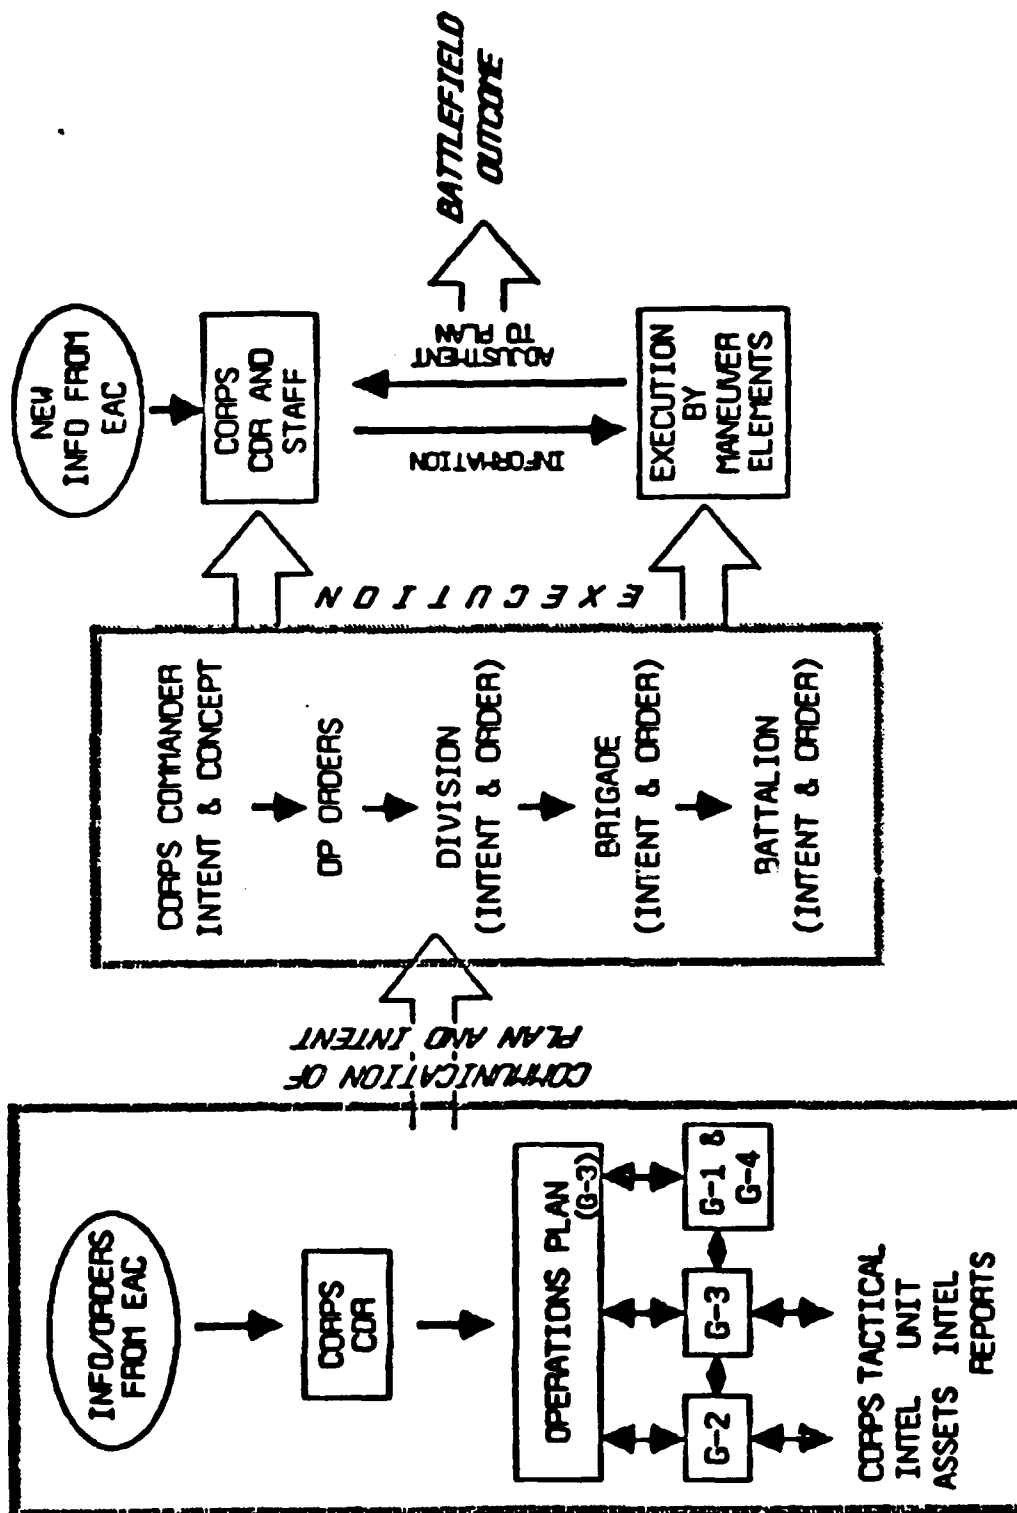 INFO/ORDERS
FROM EAC
CORPS
CDR
OPERATIONS PLAN
(G-3)
G-2
G-3
G-1 &
G-4
CORPS
INTEL
ASSETS
TACTICAL
UNIT
INTEL
REPORTS
COMMUNICATION OF
PLAN AND INTENT
CORPS COMMANDER
INTENT & CONCEPT
OP ORDERS
DIVISION
(INTENT & ORDER)
BRIGADE
(INTENT & ORDER)
BATTALION
(INTENT & ORDER)
EXECUTION
NEW
INFO FROM
EAC
CORPS
CDR AND
STAFF
INFORMATION
ADJUSTMENT
TO PLAN
EXECUTION
BY
MANEUVER
ELEMENTS
BATTLEFIELD
OUTCOME